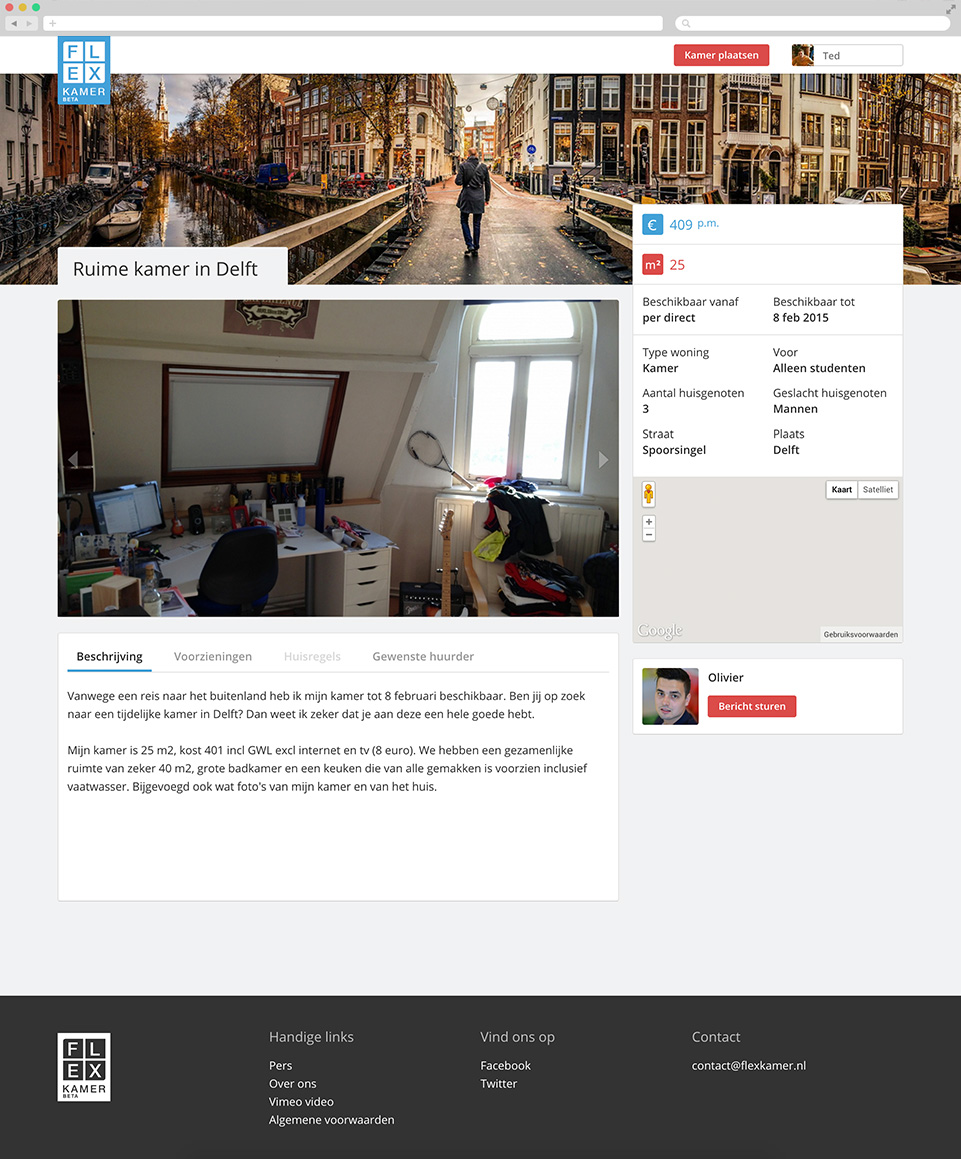 FL
EX
KAMER
BETA
Kamer plaatsen
Ted
Ruime kamer in Delft
€ 409 p.m.
m² 25
Beschikbaar vanaf
per direct
Beschikbaar tot
8 feb 2015
Type woning
Kamer
Voor
Alleen studenten
Aantal huisgenoten
3
Geslacht huisgenoten
Mannen
Straat
Spoorsingel
Plaats
Delft
Kaart
Satelliet
Google
Gebruiksvoorwaarden
Olivier
Bericht sturen
Beschrijving
Voorzieningen
Huisregels
Gewenste huurder
Vanwege een reis naar het buitenland heb ik mijn kamer tot 8 februari beschikbaar. Ben jij op zoek
naar een tijdelijke kamer in Delft? Dan weet ik zeker dat je aan deze een hele goede hebt.
Mijn kamer is 25 m2, kost 401 incl GWL excl internet en tv (8 euro). We hebben een gezamenlijke
ruimte van zeker 40 m2, grote badkamer en een keuken die van alle gemakken is voorzien inclusief
vaatwasser. Bijgevoegd ook wat foto's van mijn kamer en van het huis.
FL
EX
KAMER
BETA
Handige links
Pers
Over ons
Vimeo video
Algemene voorwaarden
Vind ons op
Facebook
Twitter
Contact
contact@flexkamer.nl